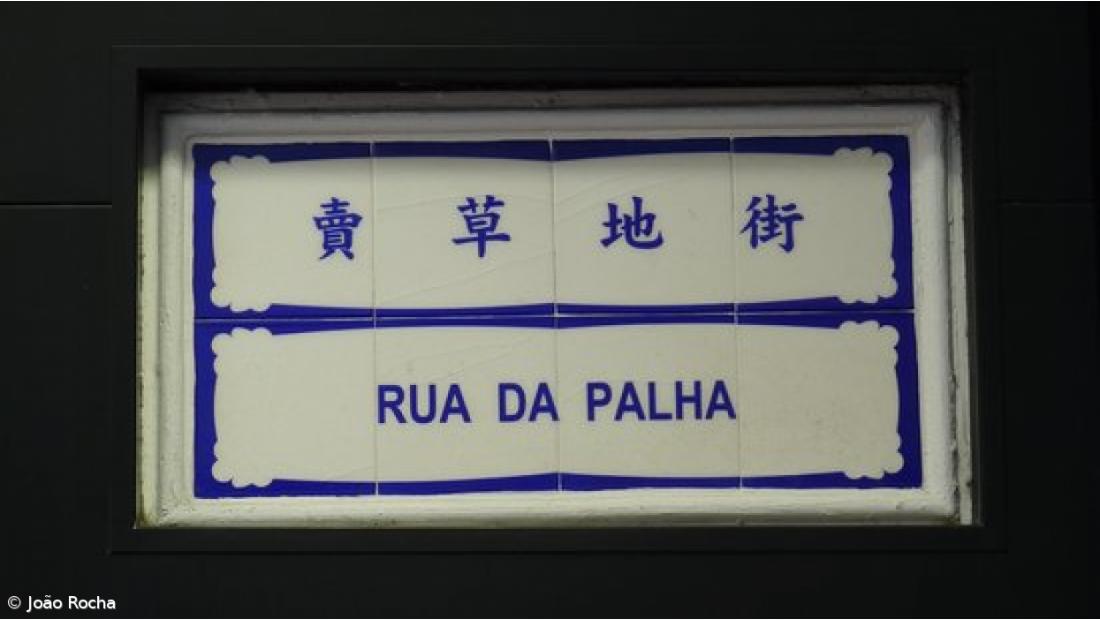 賣草地街
RUA DA PALHA
© João Rocha